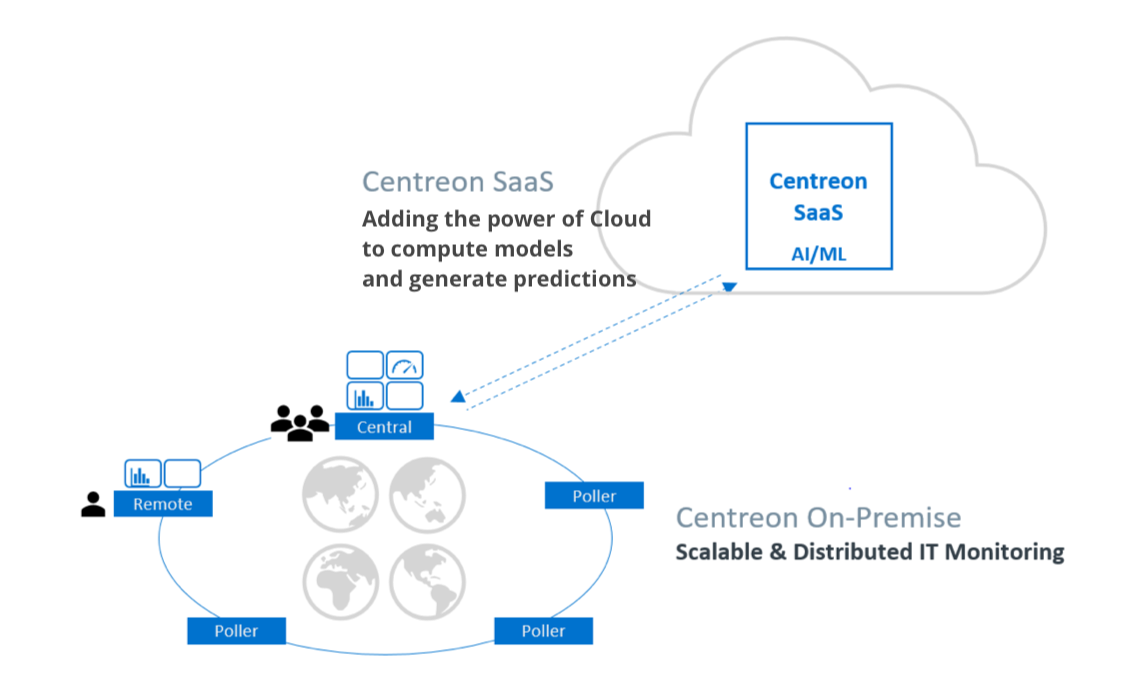 Centreon SaaS
Adding the power of Cloud
to compute models
and generate predictions
Centreon
SaaS
AI/ML
Central
Remote
Poller
Centreon On-Premise
Scalable & Distributed IT Monitoring
Poller
Poller